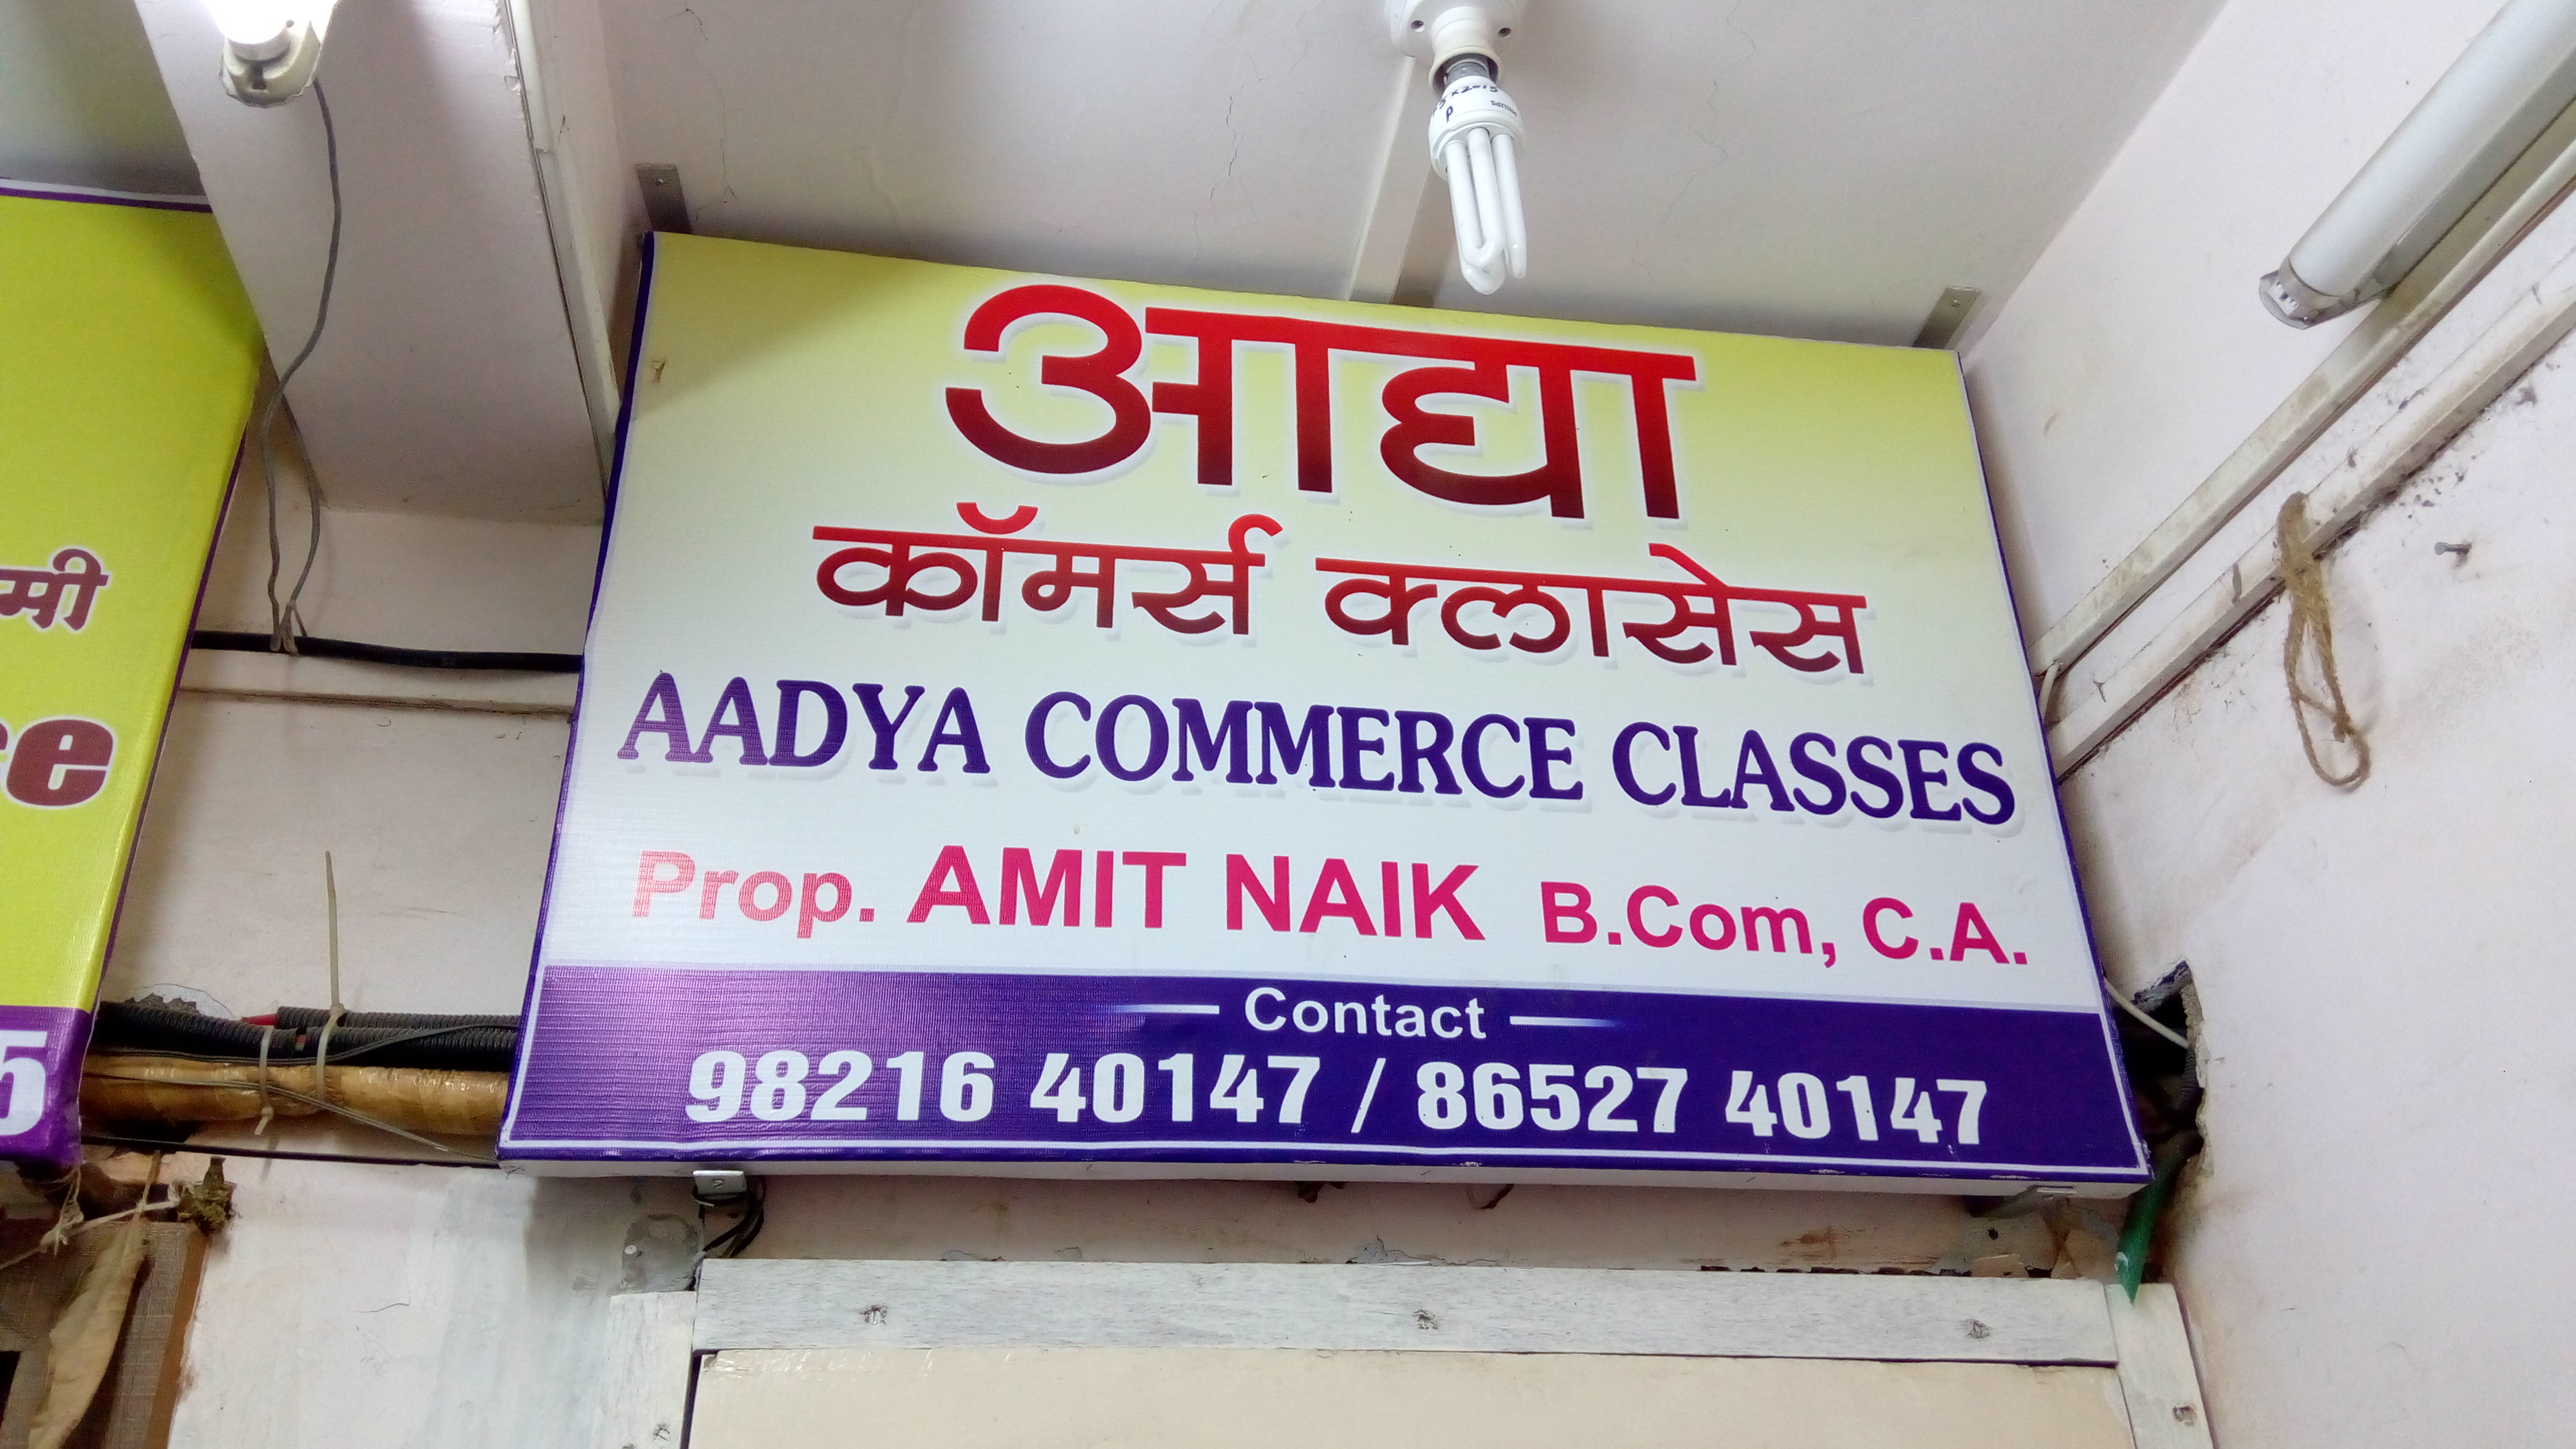 आद्या
कॉमर्स क्लासेस
AADYA COMMERCE CLASSES
Prop. AMIT NAIK B.Com, C.A.
Contact
98216 40147 / 86527 40147